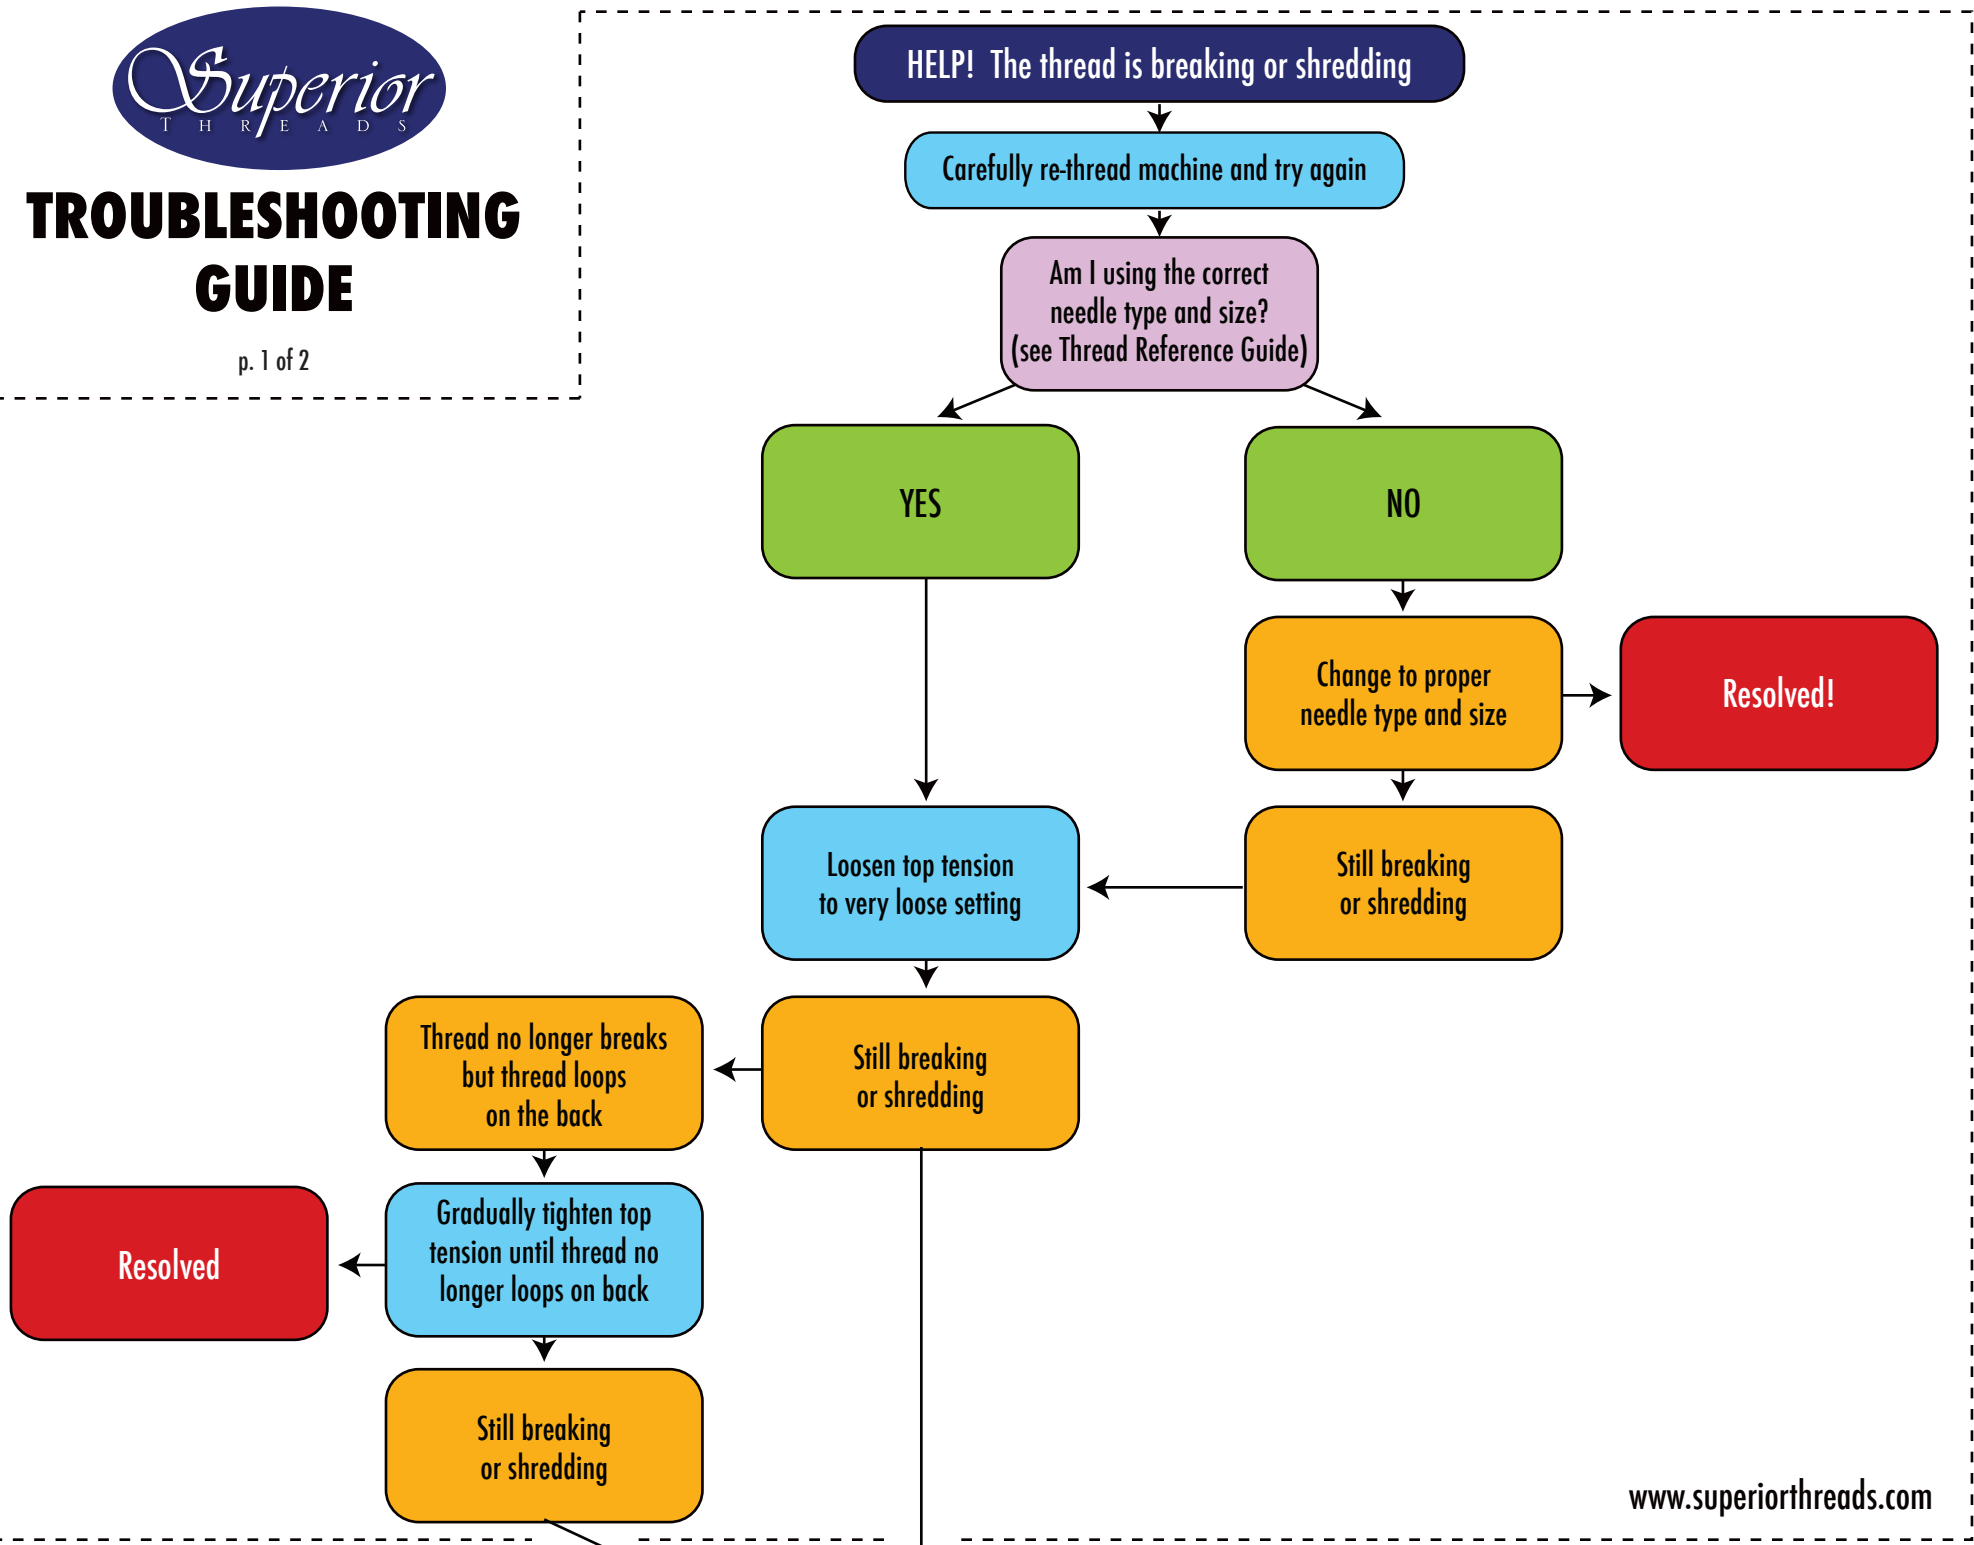 Superior
THREADS
TROUBLESHOOTING
GUIDE
p. 1 of 2
HELP! The thread is breaking or shredding
Carefully re-thread machine and try again
Am I using the correct
needle type and size?
(see Thread Reference Guide)
YES
NO
Change to proper
needle type and size
Resolved!
Loosen top tension
to very loose setting
Still breaking
or shredding
Thread no longer breaks
but thread loops
on the back
Still breaking
or shredding
Resolved
Gradually tighten top
tension until thread no
longer loops on back
Still breaking
or shredding
www.superiorthreads.com